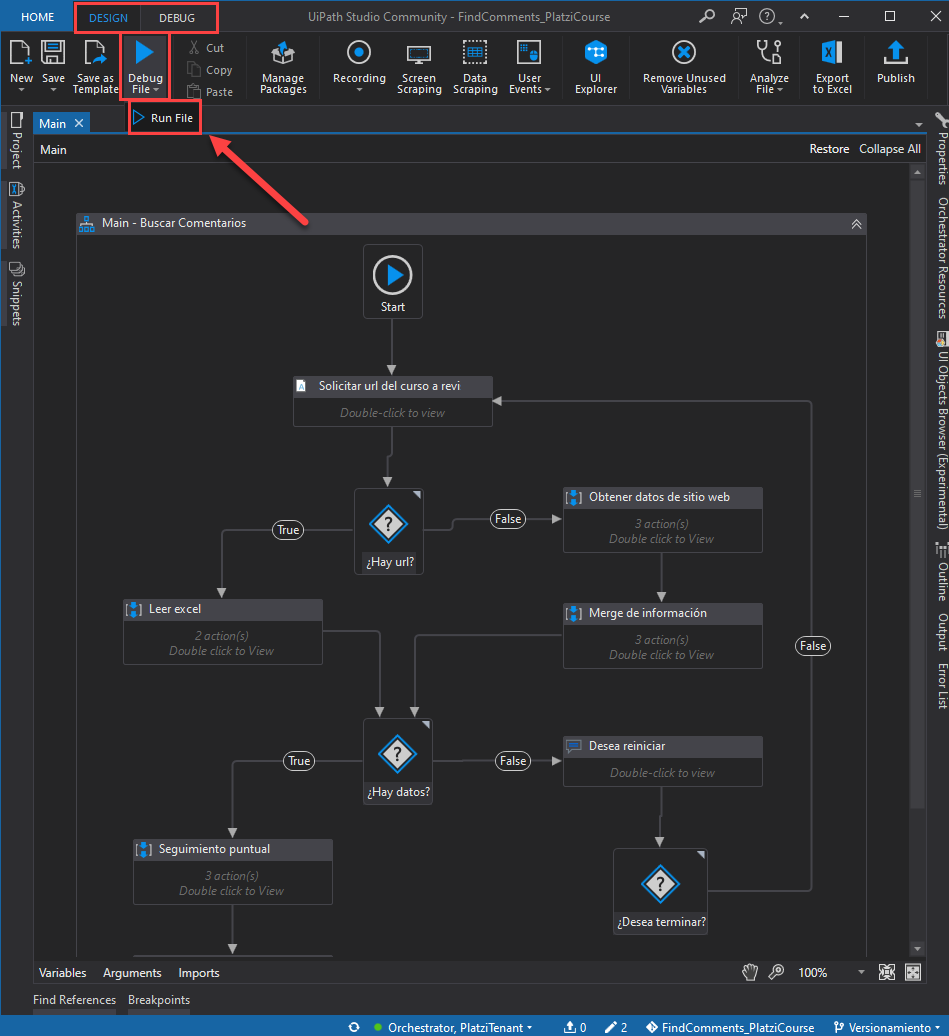 HOME DESIGN DEBUG UiPath Studio Community - FindComments_PlatziCourse
New Save Save as Template Debug File
Cut
Copy
Paste
Manage Packages
Recording
Screen Scraping
Data Scraping
User Events
UI Explorer
Remove Unused Variables
Analyze File
Export to Excel
Publish
Run File
Main
Main Restore Collapse All
Project
Activities
Snippets
Properties
Orchestrator Resources
UI Objects Browser (Experimental)
Outline
Output
Error List
Main - Buscar Comentarios
Start
Solicitar url del curso a revi
Double-click to view
¿Hay url?
True
False
Obtener datos de sitio web
3 action(s)
Double click to View
Leer excel
2 action(s)
Double click to View
Merge de información
3 action(s)
Double click to View
False
¿Hay datos?
True
False
Desea reiniciar
Double-click to view
Seguimiento puntual
3 action(s)
Double click to View
¿Desea terminar?
Variables Arguments Imports 100%
Find References Breakpoints
Orchestrator, PlatziTenant 0 2 FindComments_PlatziCourse Versionamiento